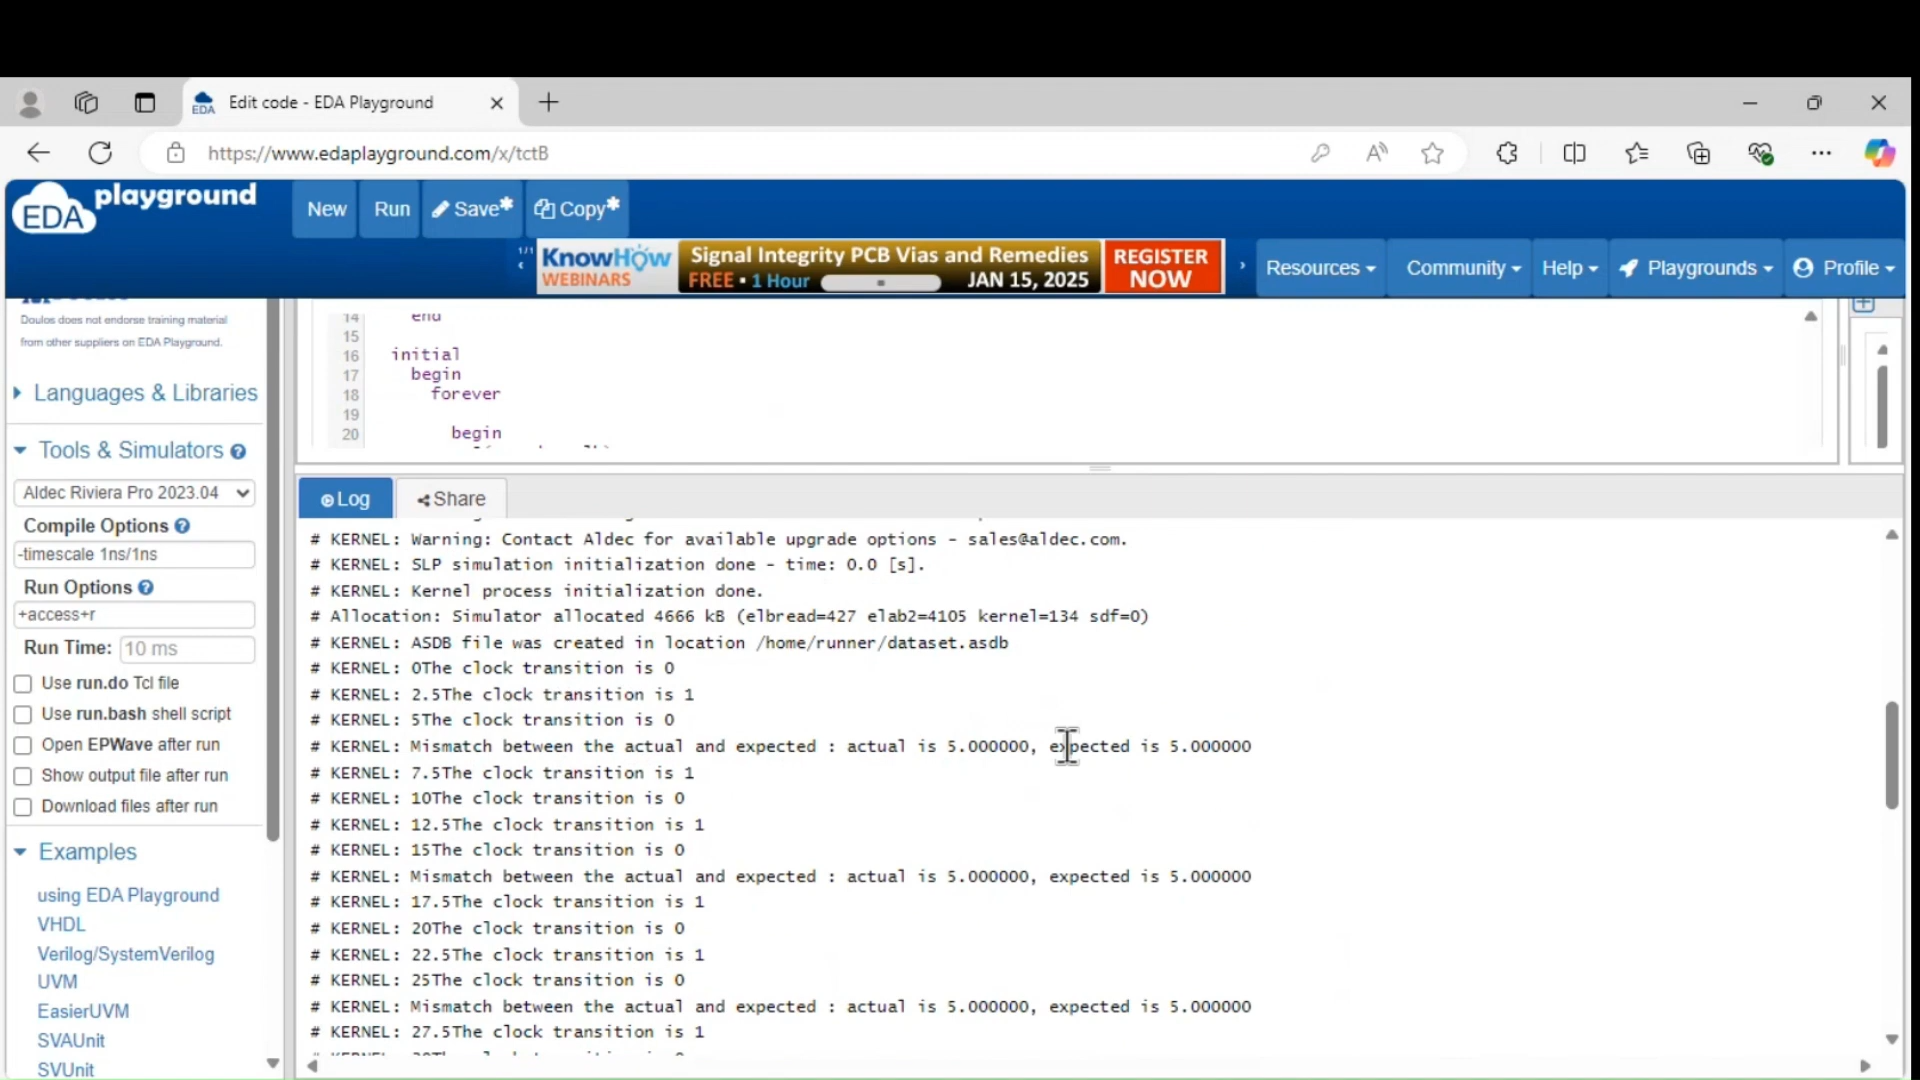 Edit code - EDA Playground
https://www.edaplayground.com/x/tctB
EDA playground
New
Run
Save*
Copy*
1/1
KnowHow
WEBINARS
Signal Integrity PCB Vias and Remedies
FREE • 1 Hour
JAN 15, 2025
REGISTER
NOW
Resources
Community
Help
Playgrounds
Profile
Doulos does not endorse training material
from other suppliers on EDA Playground.
Languages & Libraries
Tools & Simulators
Aldec Riviera Pro 2023.04
Compile Options
-timescale 1ns/1ns
Run Options
+access+r
Run Time: 10 ms
Use run.do Tcl file
Use run.bash shell script
Open EPWave after run
Show output file after run
Download files after run
Examples
using EDA Playground
VHDL
Verilog/SystemVerilog
UVM
EasierUVM
SVAUnit
SVUnit
14 end
15
16 initial
17 begin
18 forever
19
20 begin
Log
Share
# KERNEL: Warning: Contact Aldec for available upgrade options - sales@aldec.com.
# KERNEL: SLP simulation initialization done - time: 0.0 [s].
# KERNEL: Kernel process initialization done.
# Allocation: Simulator allocated 4666 kB (elbread=427 elab2=4105 kernel=134 sdf=0)
# KERNEL: ASDB file was created in location /home/runner/dataset.asdb
# KERNEL: 0The clock transition is 0
# KERNEL: 2.5The clock transition is 1
# KERNEL: 5The clock transition is 0
# KERNEL: Mismatch between the actual and expected : actual is 5.000000, expected is 5.000000
# KERNEL: 7.5The clock transition is 1
# KERNEL: 10The clock transition is 0
# KERNEL: 12.5The clock transition is 1
# KERNEL: 15The clock transition is 0
# KERNEL: Mismatch between the actual and expected : actual is 5.000000, expected is 5.000000
# KERNEL: 17.5The clock transition is 1
# KERNEL: 20The clock transition is 0
# KERNEL: 22.5The clock transition is 1
# KERNEL: 25The clock transition is 0
# KERNEL: Mismatch between the actual and expected : actual is 5.000000, expected is 5.000000
# KERNEL: 27.5The clock transition is 1